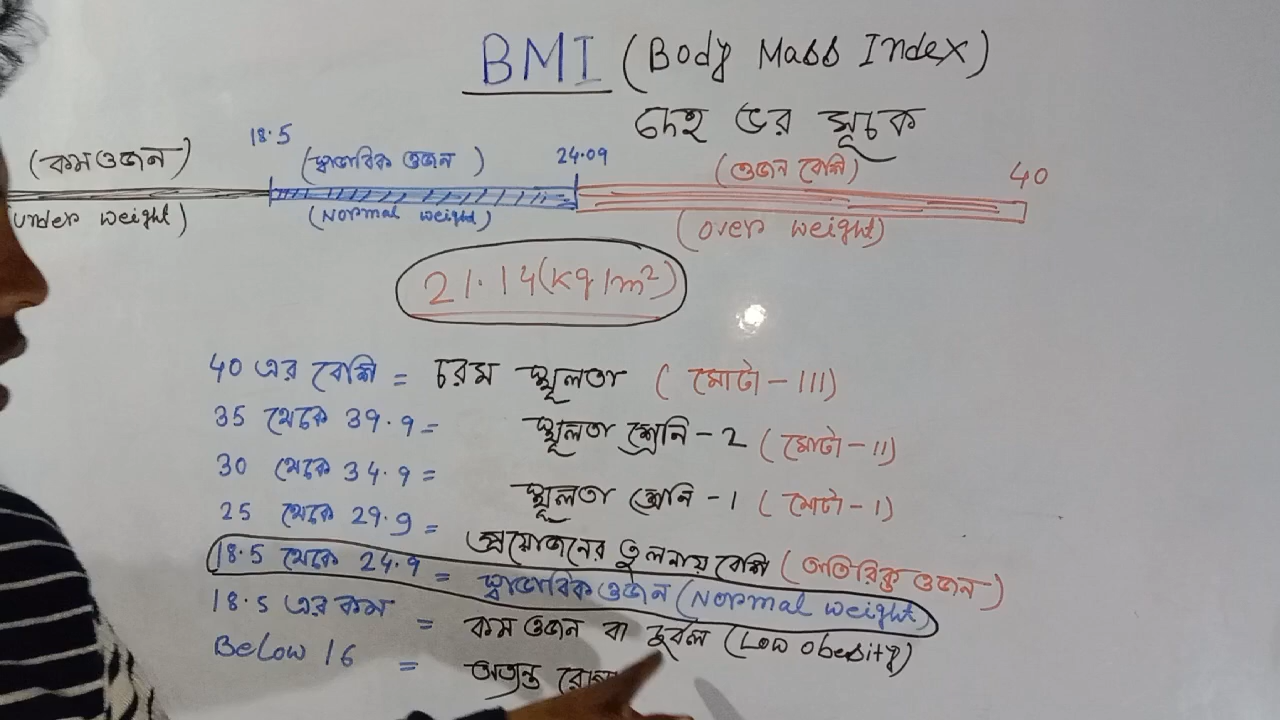 BMI (Body Mass Index)
দেহ ভর সূচক
(কম ওজন) 18.5 (স্বাভাবিক ওজন) 24.09 (ওজন বেশি) 40
under weight) (Normal weight) (over weight)
21.14(kg/m²)
40 এর বেশি = চরম স্থূলতা (মোটা - III)
35 থেকে 39.9 = স্থূলতা শ্রেনি - 2 (মোটা - II)
30 থেকে 34.9 = স্থূলতা শ্রেনি - 1 (মোটা - I)
25 থেকে 29.9 = প্রয়োজনের তুলনায় বেশি (অতিরিক্ত ওজন)
18.5 থেকে 24.9 = স্বাভাবিক ওজন (Normal weight)
18.5 এর কম = কম ওজন বা দুর্বল (Low obesity)
Below 16 = অত্যন্ত